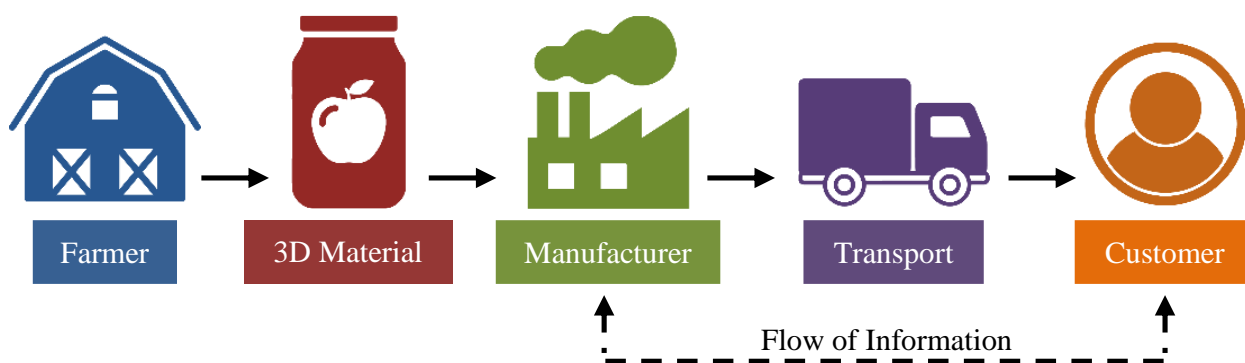 Farmer
3D Material
Manufacturer
Transport
Customer
Flow of Information